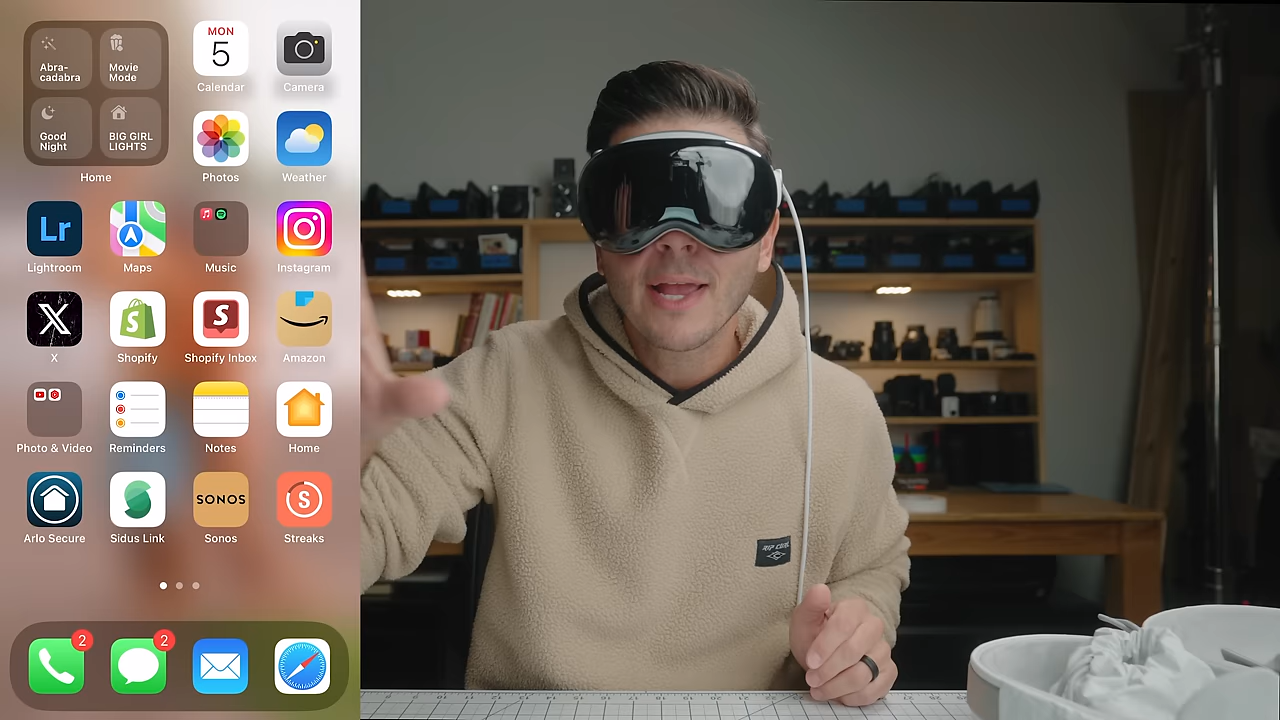 Abra-
cadabra
Movie
Mode
Good
Night
BIG GIRL
LIGHTS
Home
MON
5
Calendar
Camera
Photos
Weather
Lr
Lightroom
Maps
Music
Instagram
X
Shopify
S
Shopify Inbox
Amazon
Photo & Video
Reminders
Notes
Home
Arlo Secure
Sidus Link
SONOS
Sonos
S
Streaks
2
2
RIP CURL